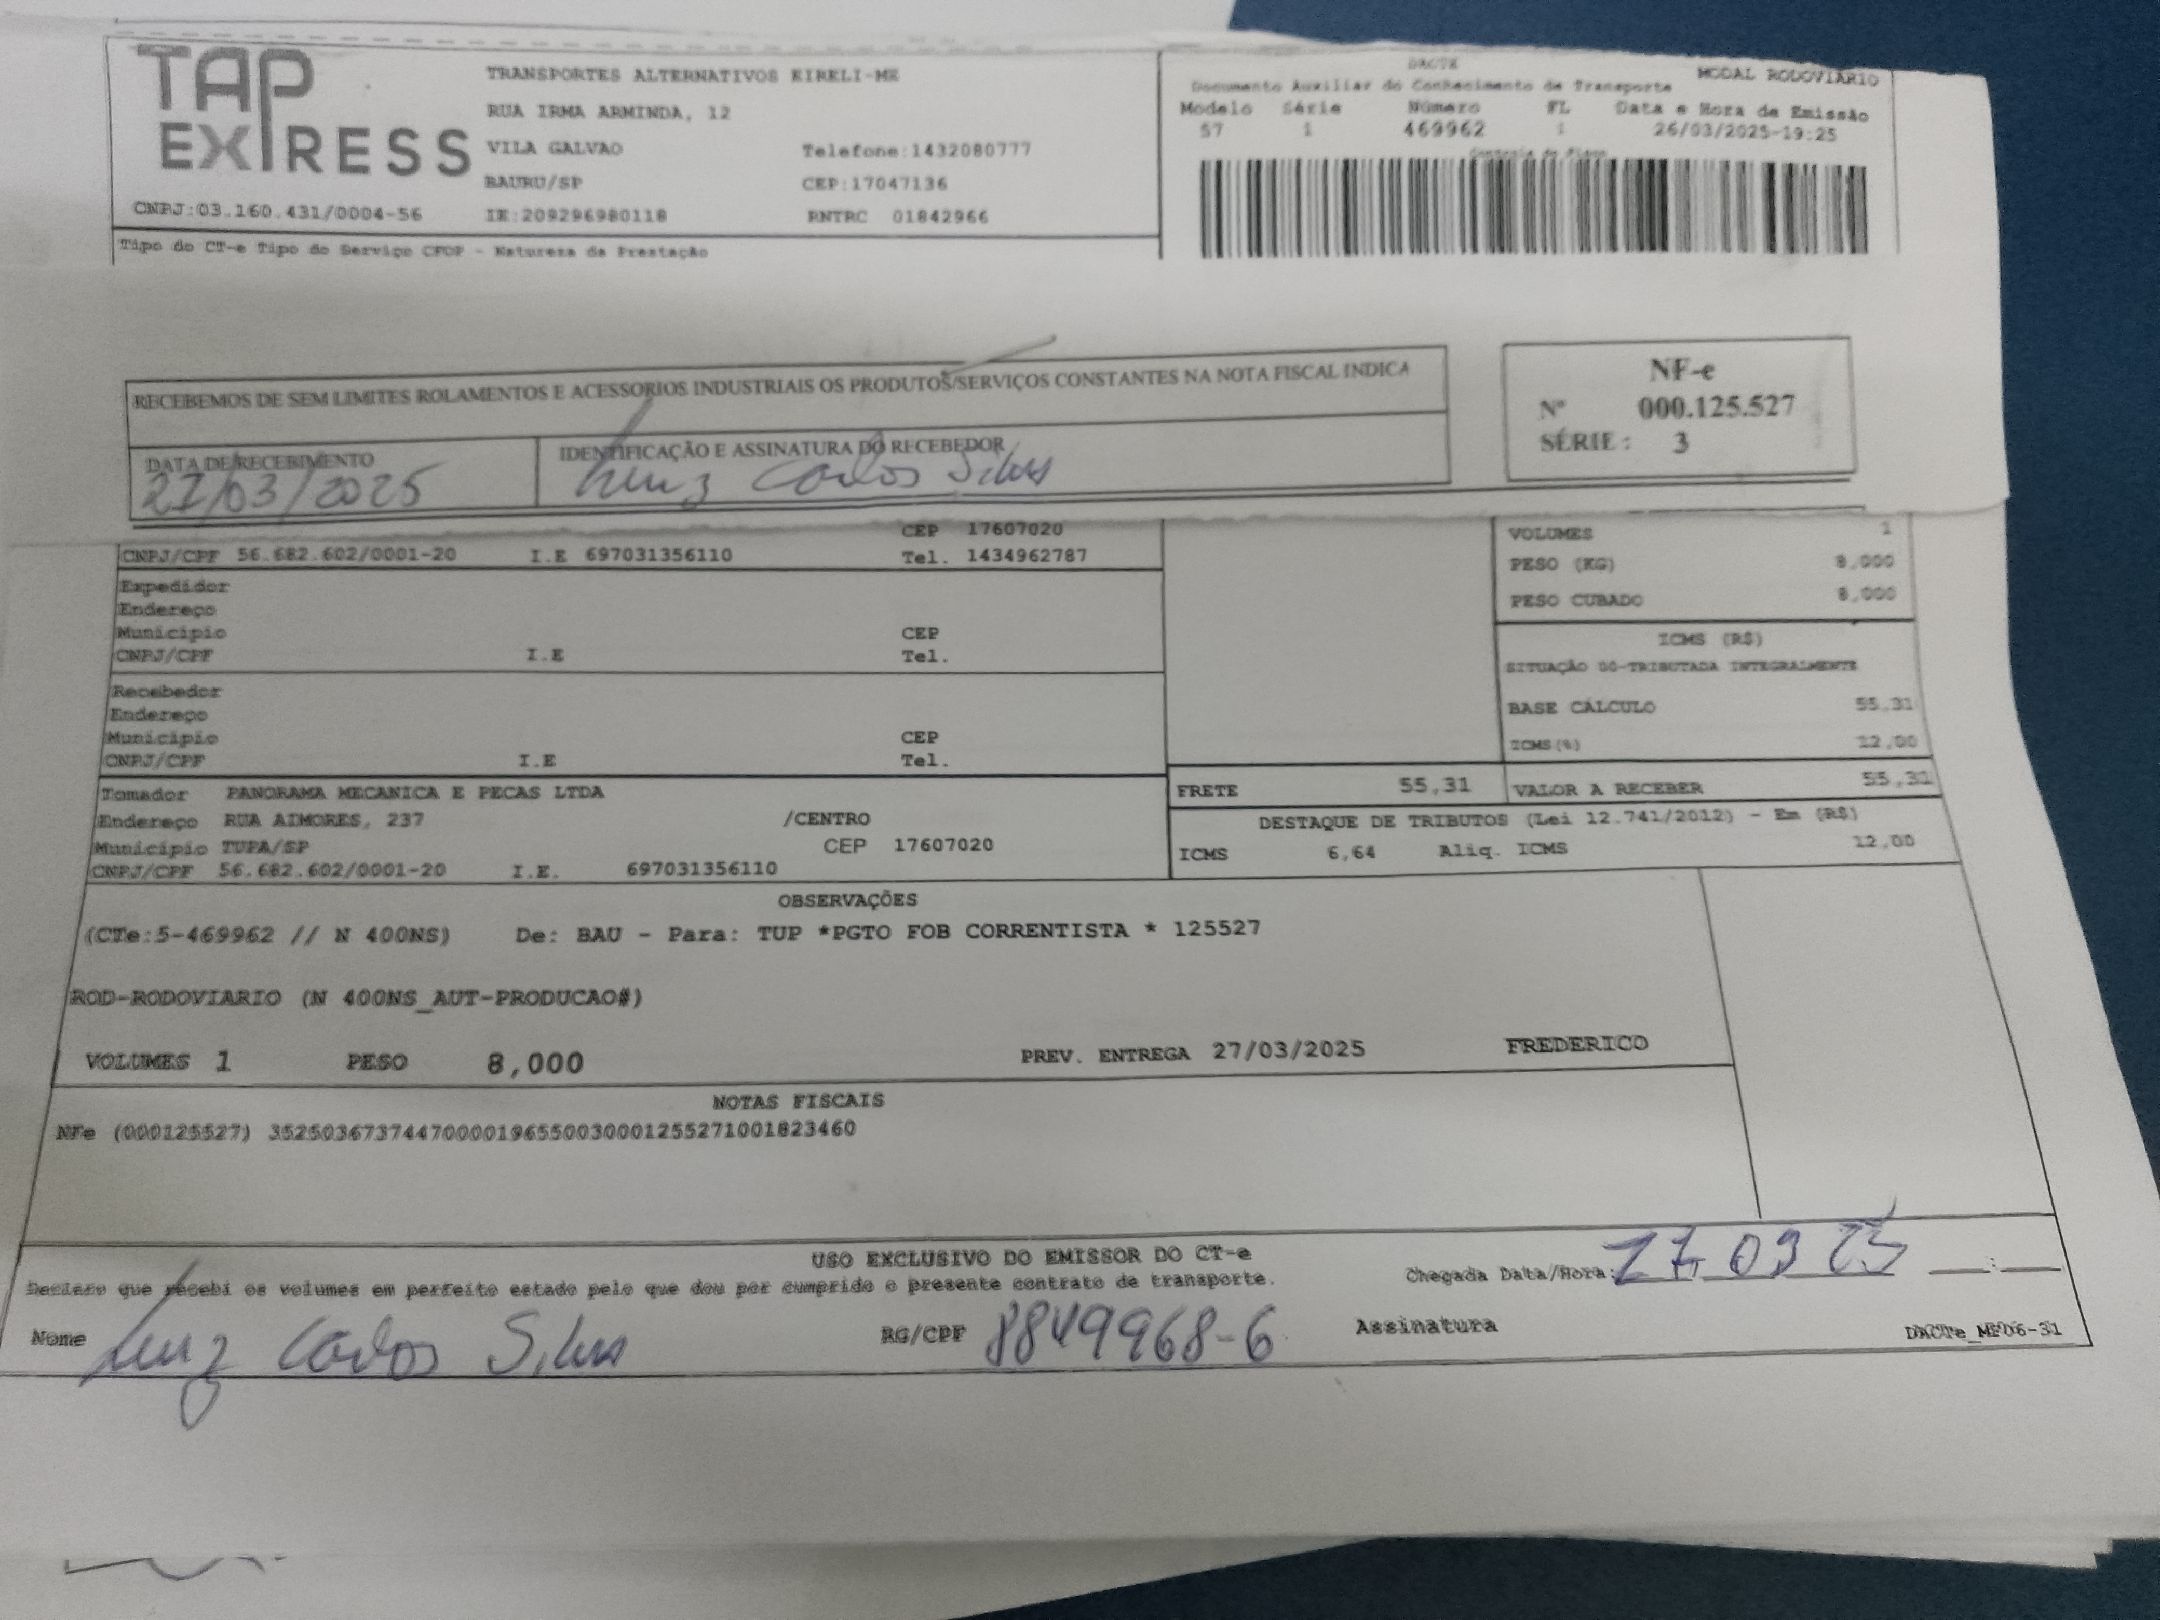 TAP EXPRESS
TRANSPORTES ALTERNATIVOS EIRELI-ME
RUA IRMA ARMINDA, 12
VILA GALVAO Telefone:1432080777
BAURU/SP CEP:17047136
CNPJ:03.160.431/0004-56 IE:209296980118 RNTRC 01842966
Tipo do CT-e Tipo do Serviço CFOP - Natureza da Prestação
DACTE MODAL RODOVIÁRIO
Documento Auxiliar do Conhecimento de Transporte
Modelo Série Número FL Data e Hora de Emissão
57 1 469962 1 26/03/2025-19:25
Controle do Fisco
RECEBEMOS DE SEM LIMITES ROLAMENTOS E ACESSORIOS INDUSTRIAIS OS PRODUTOS/SERVIÇOS CONSTANTES NA NOTA FISCAL INDICA
DATA DE RECEBIMENTO IDENTIFICAÇÃO E ASSINATURA DO RECEBEDOR
27/03/2025 Luiz Carlos Silva
NF-e
Nº 000.125.527
SÉRIE : 3
CEP 17607020
CNPJ/CPF 56.682.602/0001-20 I.E 697031356110 Tel. 1434962787
Expedidor
Endereço
Município CEP
CNPJ/CPF I.E Tel.
Recebedor
Endereço
Município CEP
CNPJ/CPF I.E Tel.
Tomador PANORAMA MECANICA E PECAS LTDA
Endereço RUA AIMORES, 237 /CENTRO
Município TUPA/SP CEP 17607020
CNPJ/CPF 56.682.602/0001-20 I.E. 697031356110
VOLUMES 1
PESO (KG) 8,000
PESO CUBADO 8,000
ICMS (R$)
SITUAÇÃO 00-TRIBUTADA INTEGRALMENTE
BASE CÁLCULO 55,31
ICMS(%) 12,00
FRETE 55,31 VALOR A RECEBER 55,31
DESTAQUE DE TRIBUTOS (Lei 12.741/2012) - Em (R$)
ICMS 6,64 Aliq. ICMS 12,00
OBSERVAÇÕES
(CTe:5-469962 // N 400NS) De: BAU - Para: TUP *PGTO FOB CORRENTISTA * 125527
ROD-RODOVIARIO (N 400NS_AUT-PRODUCAO#)
VOLUMES 1 PESO 8,000 PREV. ENTREGA 27/03/2025 FREDERICO
NOTAS FISCAIS
NFe (000125527) 35250367374470000196550030001255271001823460
USO EXCLUSIVO DO EMISSOR DO CT-e
Declaro que recebi os volumes em perfeito estado pelo que dou por cumprido o presente contrato de transporte.
Chegada Data/Hora: 27 03 25 ___:___
Nome Luiz Carlos Silva RG/CPF 8849968-6 Assinatura